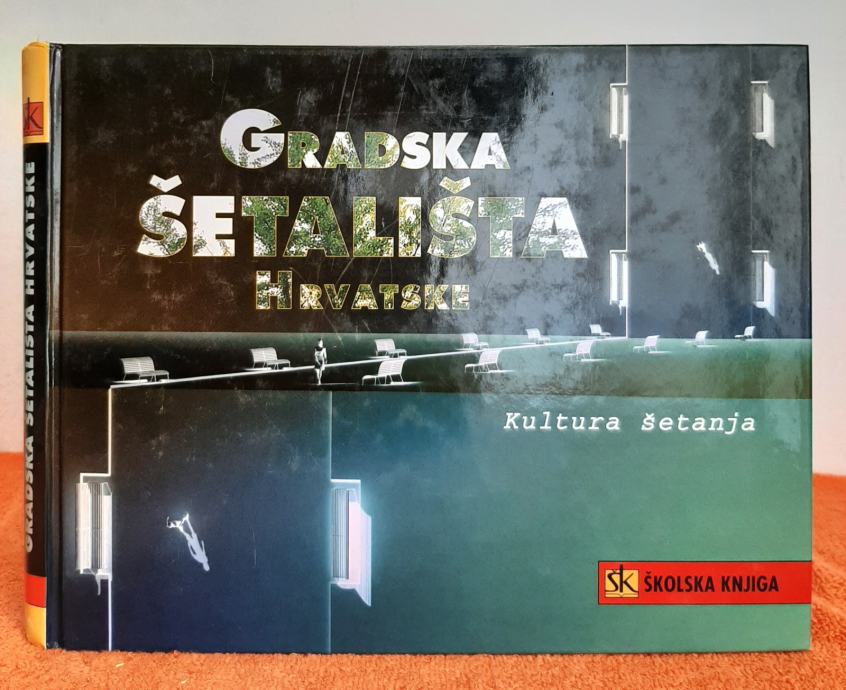 GRADSKA
ŠETALIŠTA
HRVATSKE
Kultura šetanja
ŠK ŠKOLSKA KNJIGA
ŠK
GRADSKA ŠETALIŠTA HRVATSKE